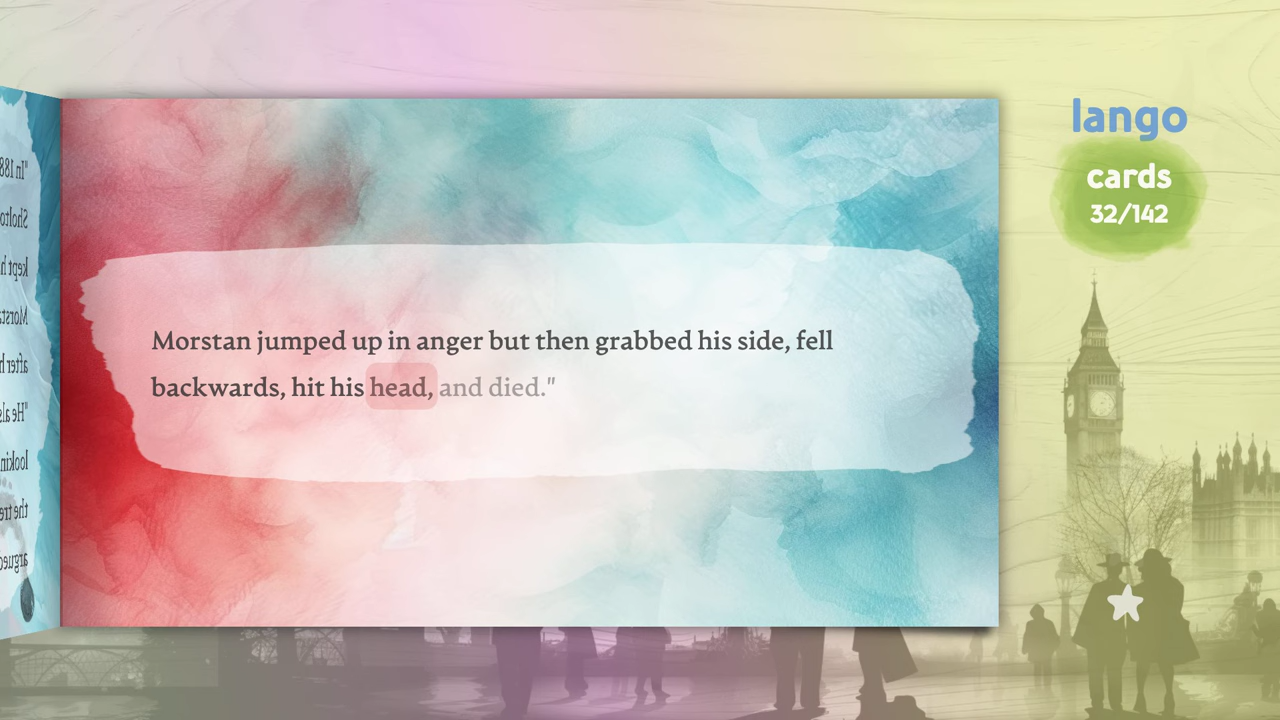 Morstan jumped up in anger but then grabbed his side, fell
backwards, hit his head, and died."
lango
cards
32/142